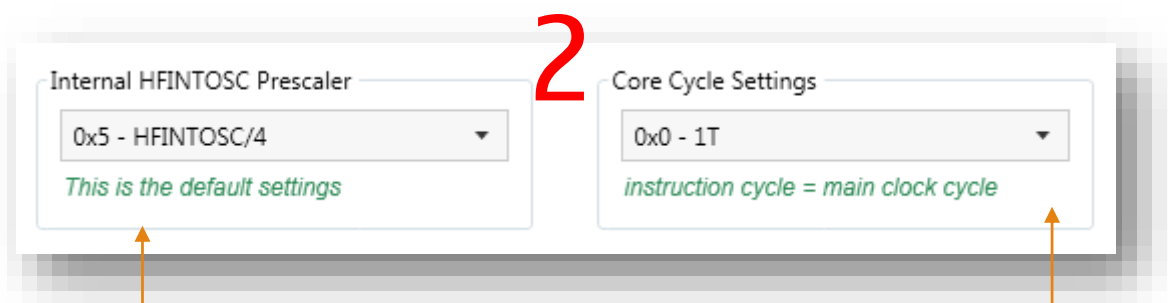 2
Internal HFINTOSC Prescaler
Core Cycle Settings
0x5 - HFINTOSC/4
0x0 - 1T
This is the default settings
instruction cycle = main clock cycle